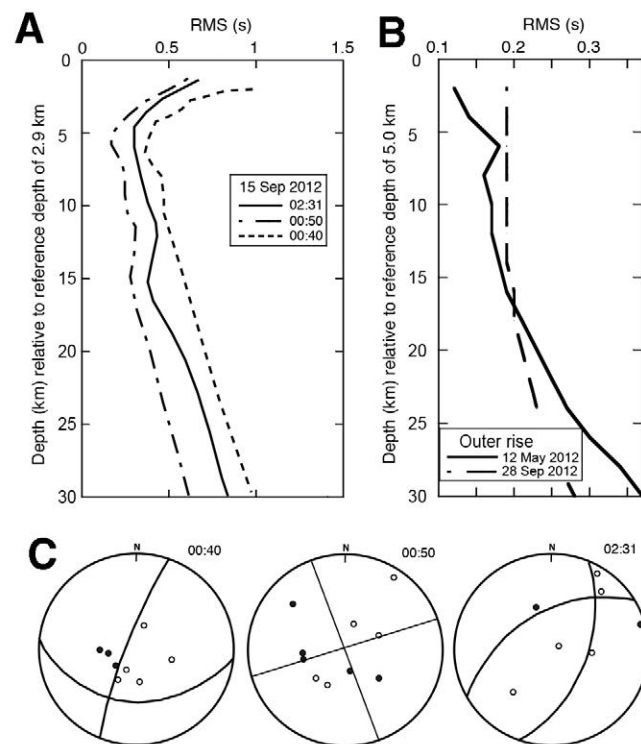 A
RMS (s)
0 0.5 1 1.5
Depth (km) relative to reference depth of 2.9 km
0
5
10
15
20
25
30
15 Sep 2012
02:31
00:50
00:40
B
RMS (s)
0.1 0.2 0.3
Depth (km) relative to reference depth of 5.0 km
0
5
10
15
20
25
30
Outer rise
12 May 2012
28 Sep 2012
C
N 00:40
N 00:50
N 02:31